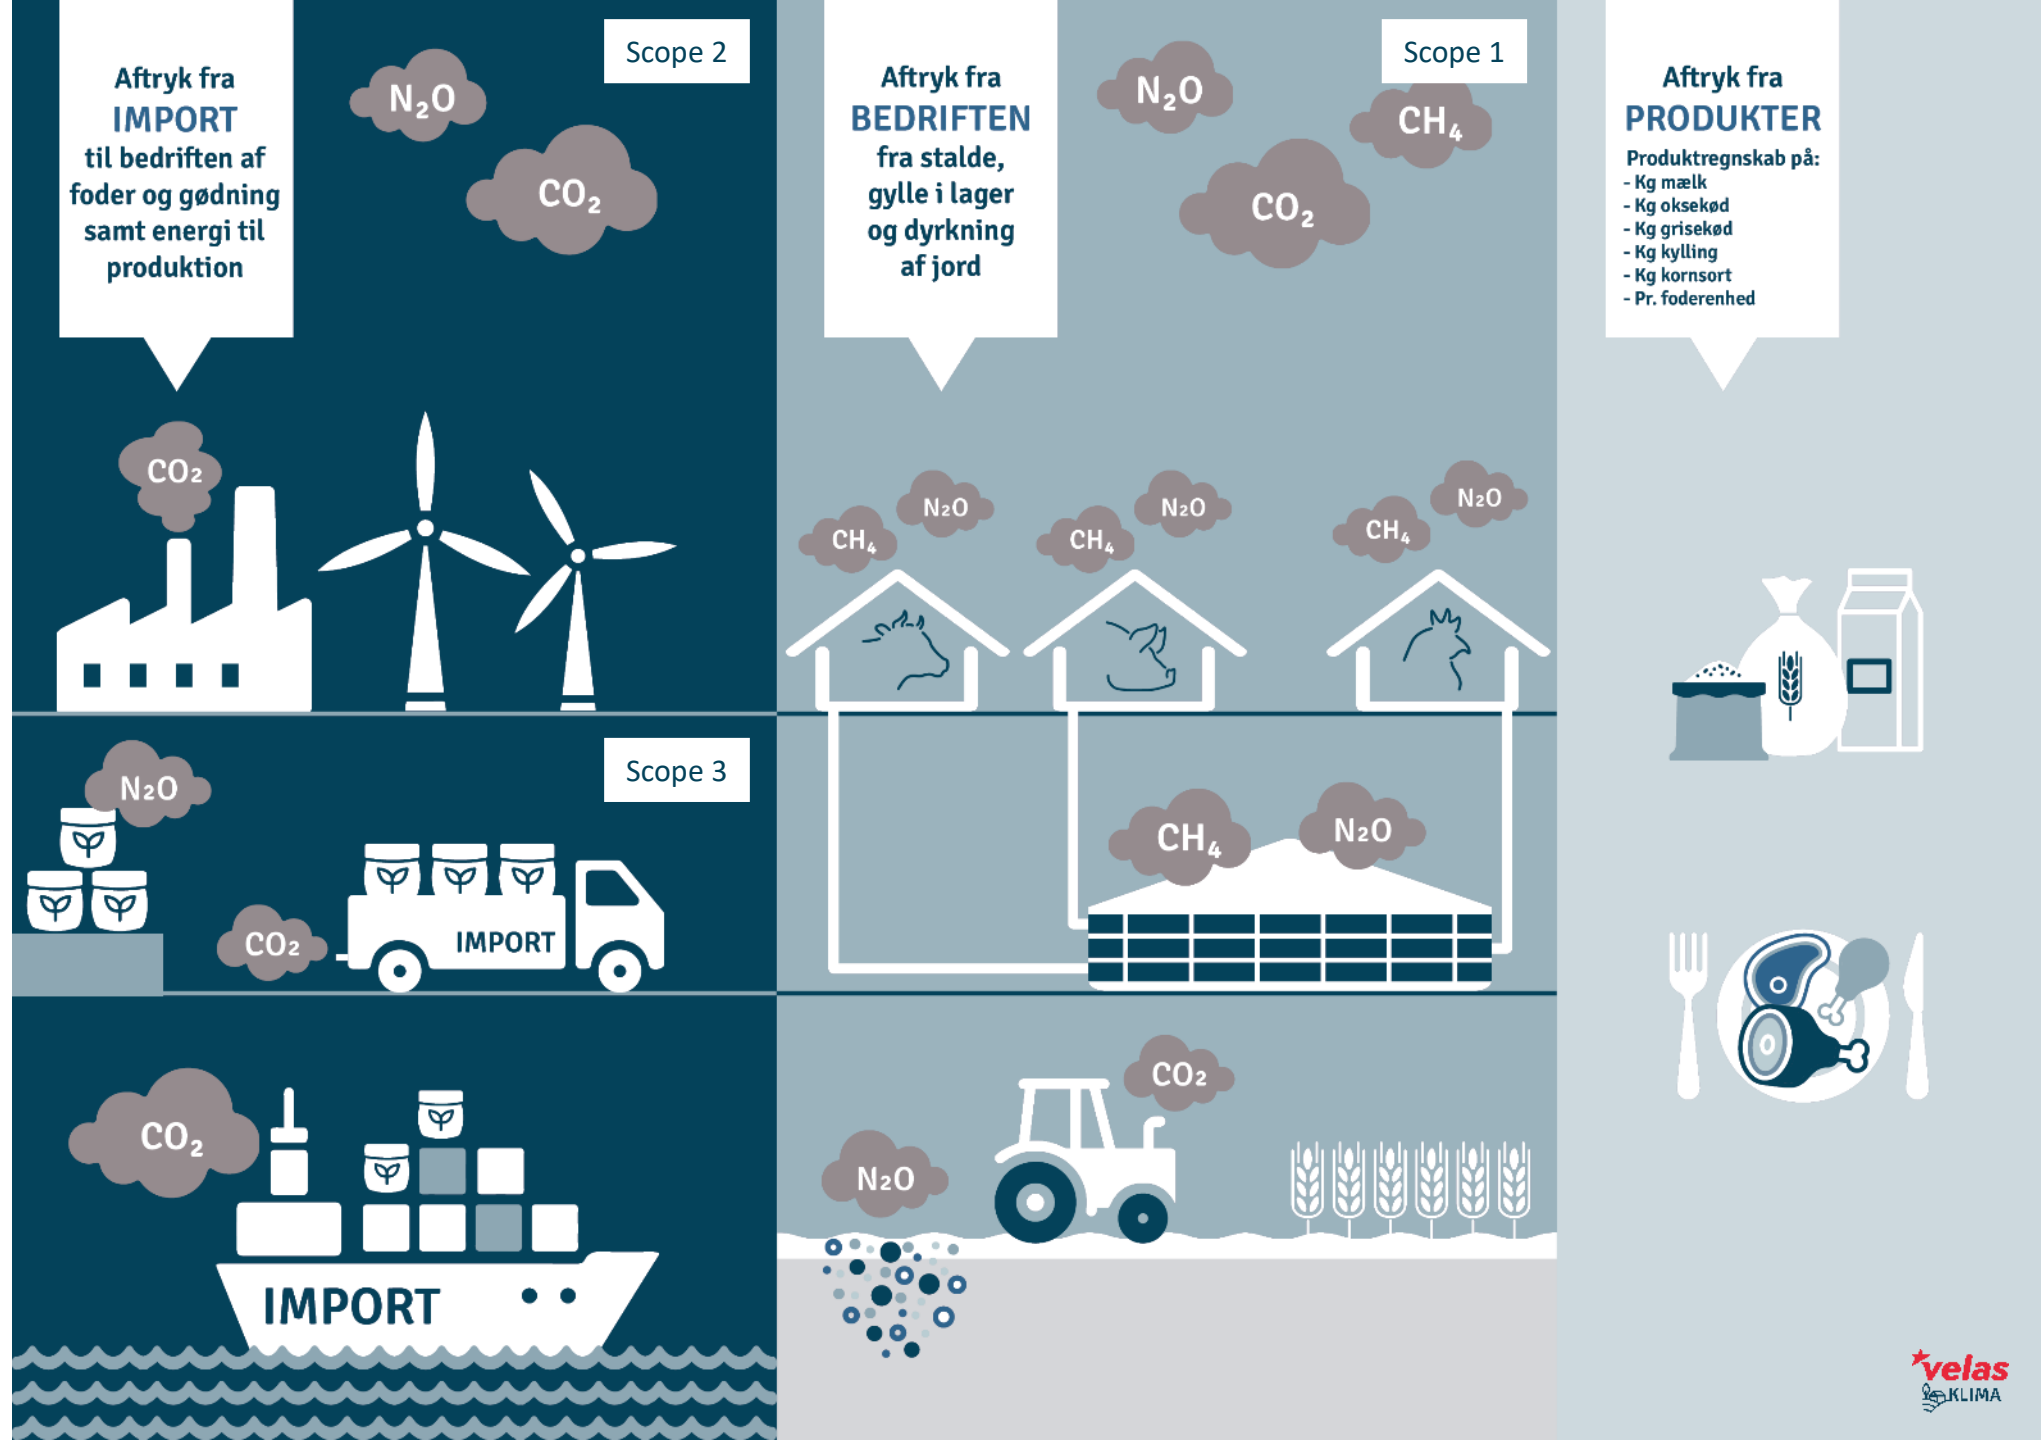 Aftryk fra
IMPORT
til bedriften af
foder og gødning
samt energi til
produktion
N₂O
CO₂
Scope 2
CO₂
Scope 3
N₂O
CO₂
IMPORT
CO₂
IMPORT
Aftryk fra
BEDRIFTEN
fra stalde,
gylle i lager
og dyrkning
af jord
N₂O
Scope 1
CH₄
CO₂
CH₄
N₂O
CH₄
N₂O
CH₄
N₂O
CH₄
N₂O
CO₂
N₂O
Aftryk fra
PRODUKTER
Produktregnskab på:
- Kg mælk
- Kg oksekød
- Kg grisekød
- Kg kylling
- Kg kornsort
- Pr. foderenhed
velas
KLIMA